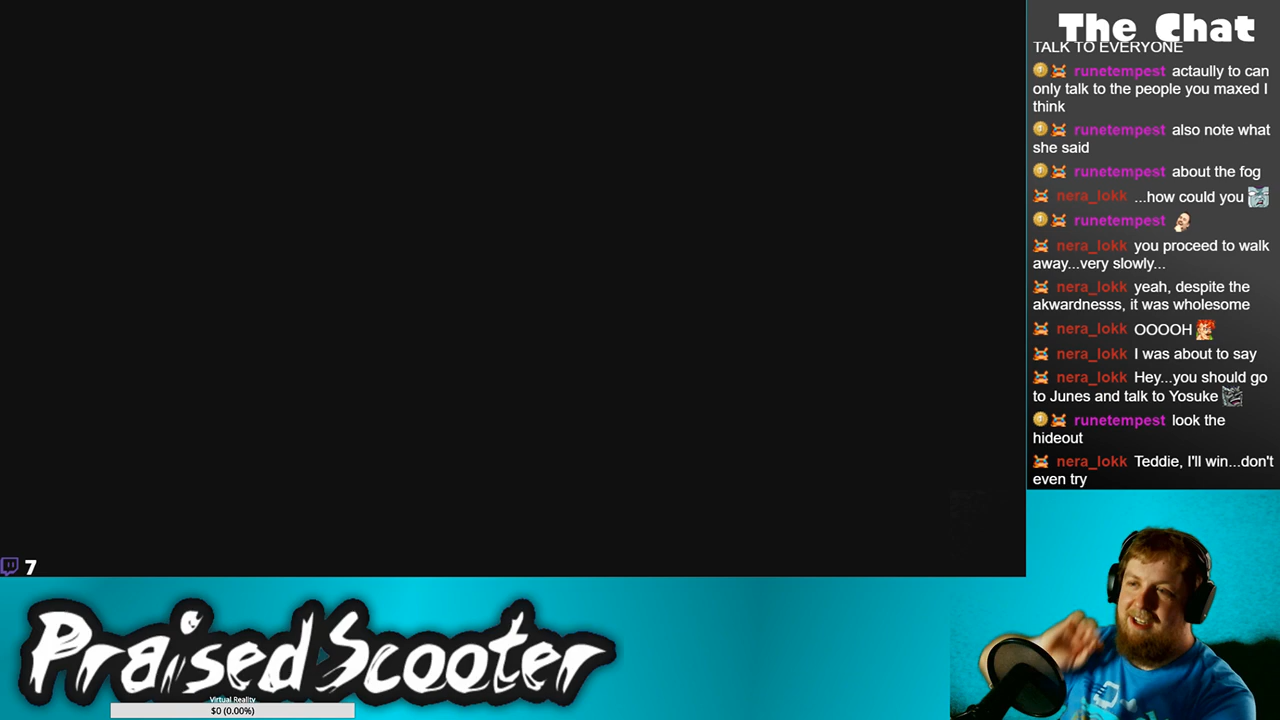 The Chat
TALK TO EVERYONE
runetempest actaully to can
only talk to the people you maxed I
think
runetempest also note what
she said
runetempest about the fog
nera_lokk ...how could you
runetempest
nera_lokk you proceed to walk
away...very slowly...
nera_lokk yeah, despite the
akwardnesss, it was wholesome
nera_lokk OOOOH
nera_lokk I was about to say
nera_lokk Hey...you should go
to Junes and talk to Yosuke
runetempest look the
hideout
nera_lokk Teddie, I'll win...don't
even try
7
PraisedScooter
Virtual Reality
$0 (0.00%)